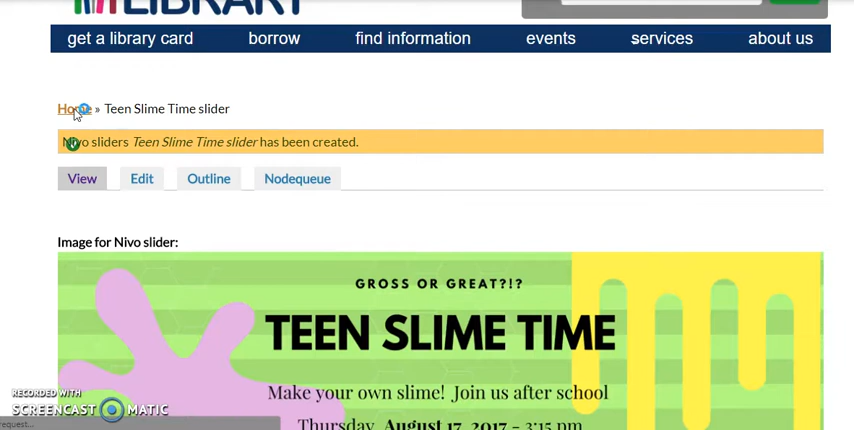 LIBRARY
get a library card borrow find information events services about us
Home » Teen Slime Time slider
Nivo sliders Teen Slime Time slider has been created.
View Edit Outline Nodequeue
Image for Nivo slider:
GROSS OR GREAT?!?
TEEN SLIME TIME
Make your own slime! Join us after school
Thursday, August 17, 2017 - 3:15 pm
RECORDED WITH
SCREENCAST MATIC
request...